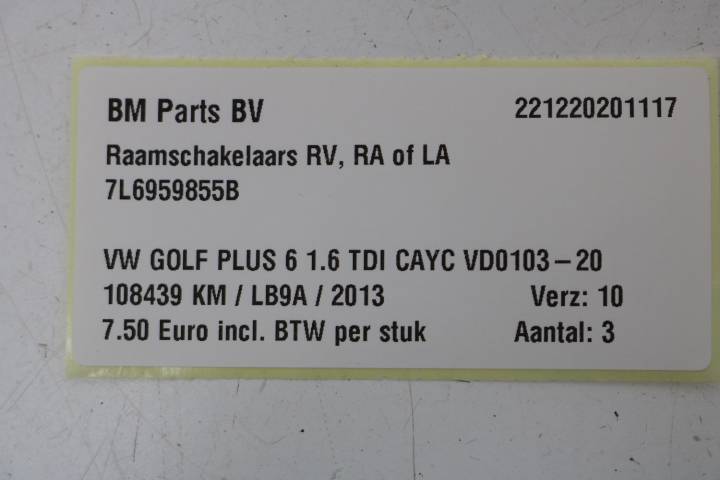 BM Parts BV 221220201117
Raamschakelaars RV, RA of LA
7L6959855B
VW GOLF PLUS 6 1.6 TDI CAYC VD0103-20
108439 KM / LB9A / 2013 Verz: 10
7.50 Euro incl. BTW per stuk Aantal: 3